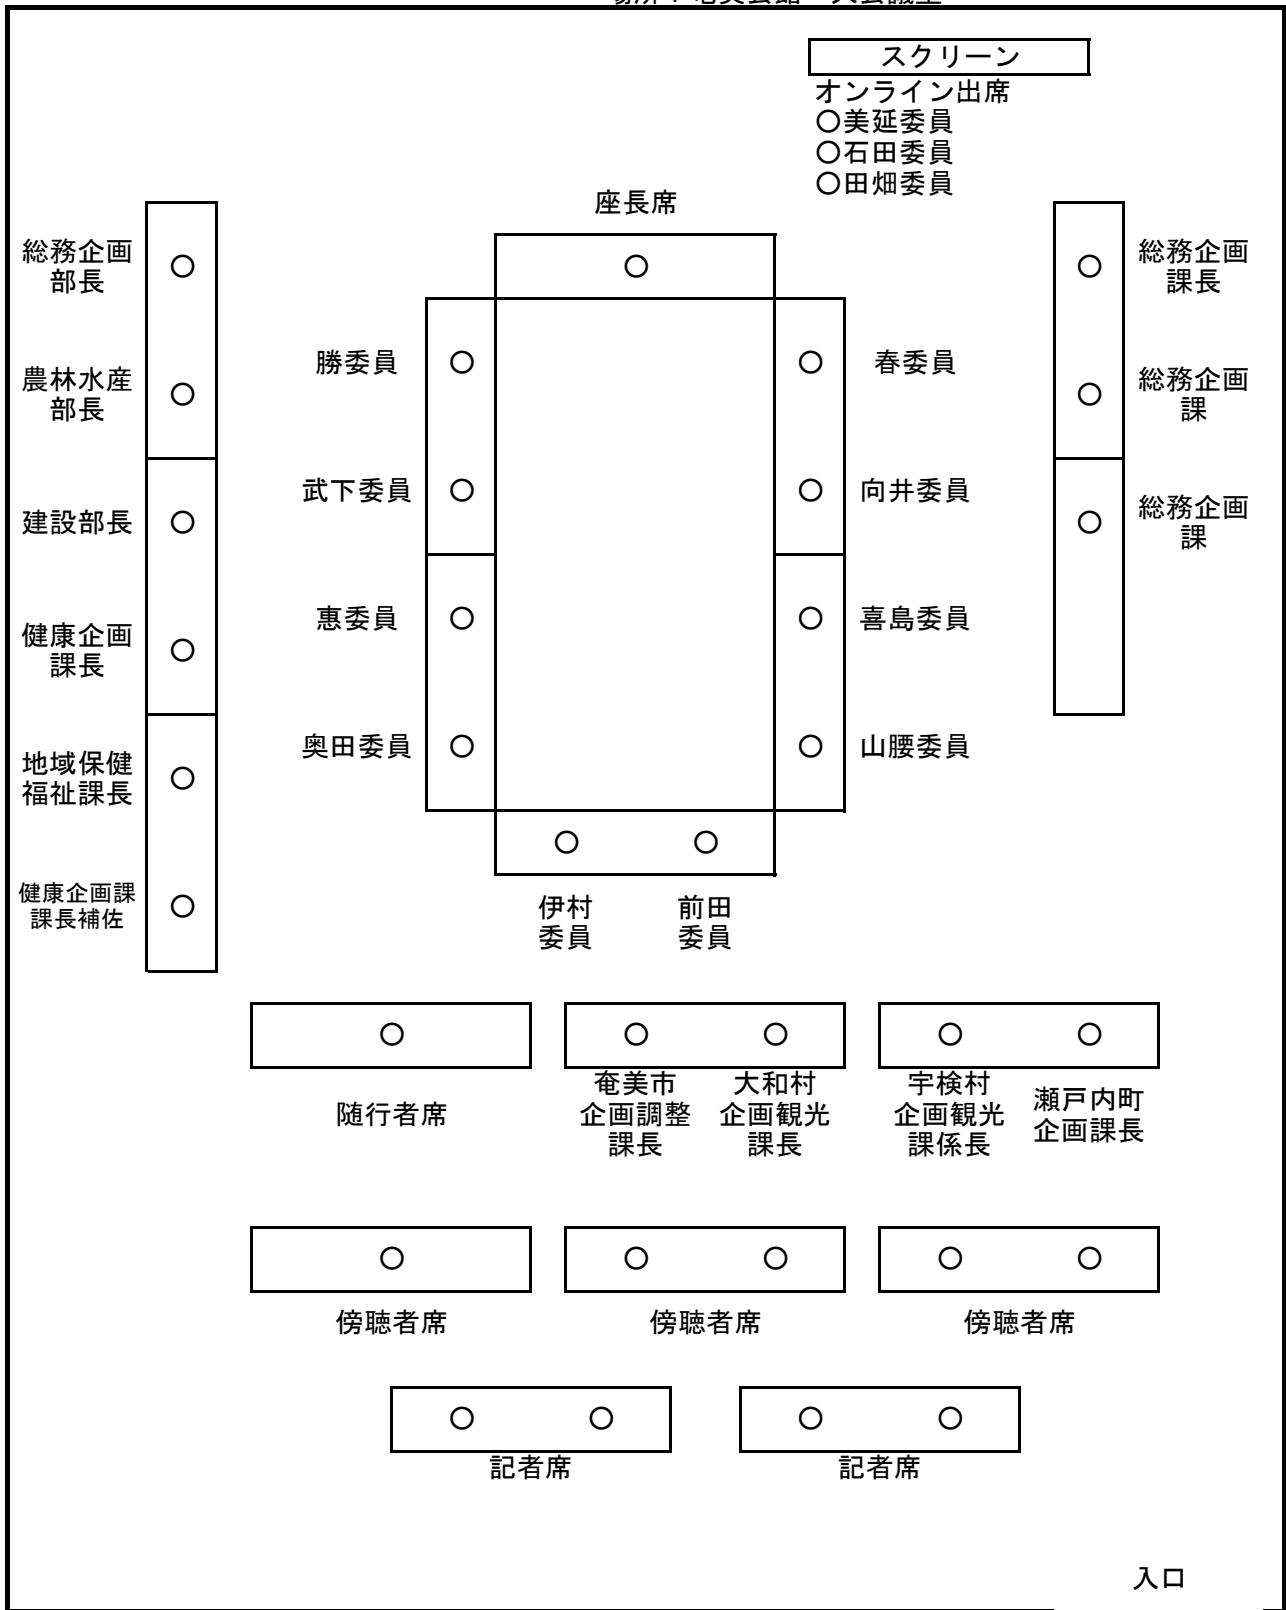 スクリーン
オンライン出席
〇美延委員
〇石田委員
〇田畑委員
座長席
総務企画
部長
総務企画
課長
勝委員
春委員
農林水産
部長
総務企画
課
武下委員
向井委員
建設部長
総務企画
課
惠委員
喜島委員
健康企画
課長
奥田委員
山腰委員
地域保健
福祉課長
健康企画課
課長補佐
伊村
委員
前田
委員
随行者席
奄美市
企画調整
課長
大和村
企画観光
課長
宇検村
企画観光
課係長
瀬戸内町
企画課長
傍聴者席
傍聴者席
傍聴者席
記者席
記者席
入口